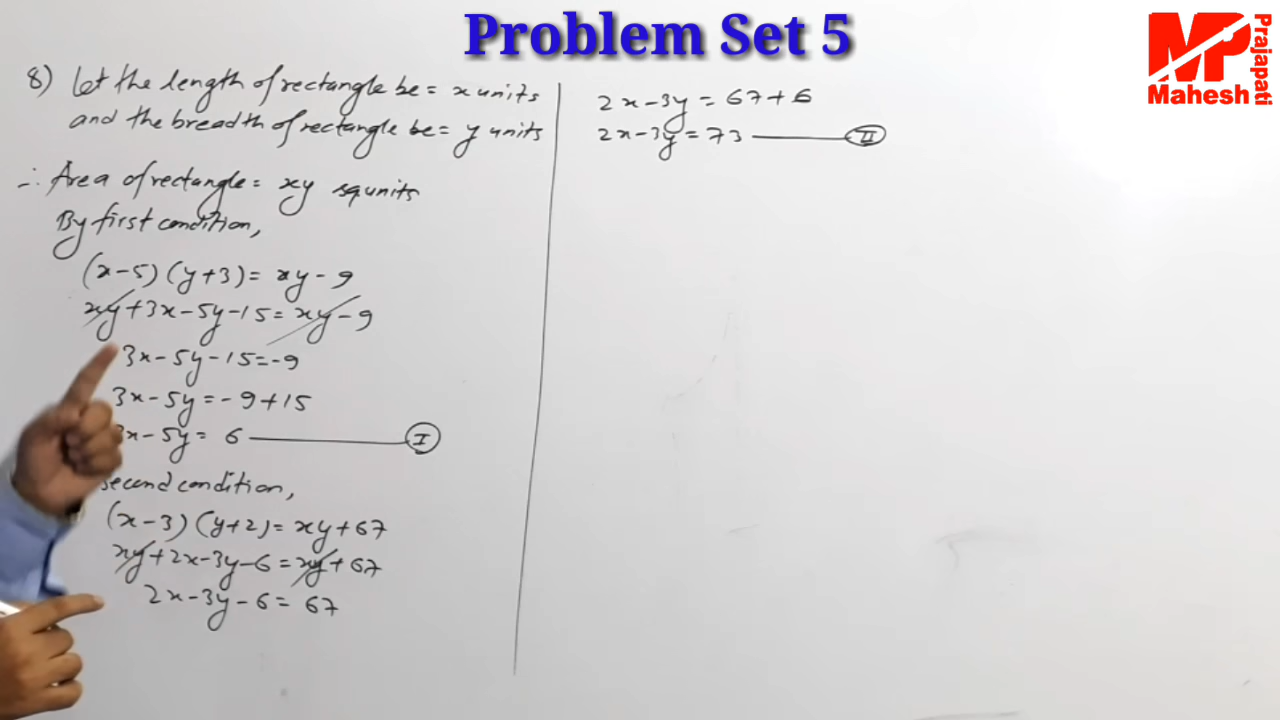 Problem Set 5
MP
Mahesh
Prajapati
8) Let the length of rectangle be = x units
and the breadth of rectangle be = y units
∴ Area of rectangle = xy sq units
By first condition,
(x-5) (y+3) = xy - 9
xy + 3x - 5y - 15 = xy - 9
3x - 5y - 15 = -9
3x - 5y = -9 + 15
x - 5y = 6 ——— I
second condition,
(x-3) (y+2) = xy + 67
xy + 2x - 3y - 6 = xy + 67
2x - 3y - 6 = 67
2x - 3y = 67 + 6
2x - 3y = 73 ——— II